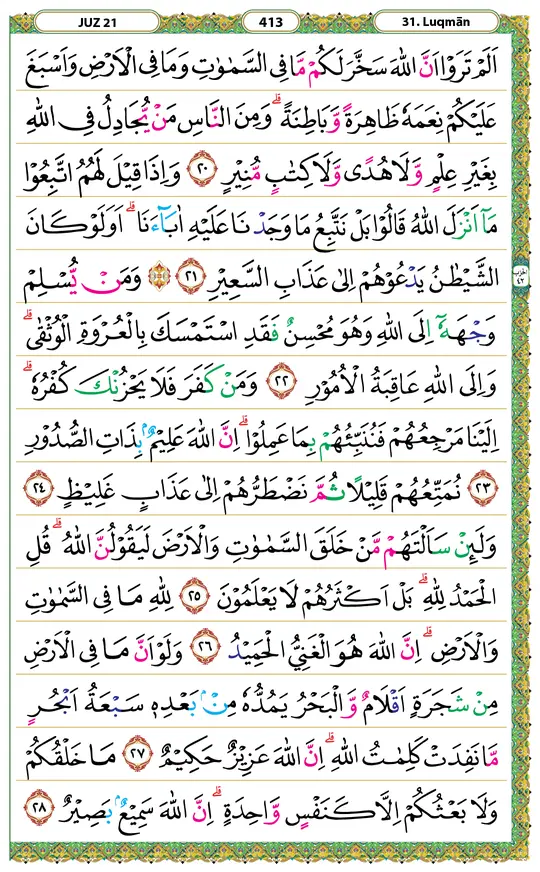 JUZ 21 413 31. Luqmān
اَلَمْ تَرَوْا اَنَّ اللّٰهَ سَخَّرَ لَكُمْ مَّا فِى السَّمٰوٰتِ وَمَا فِى الْاَرْضِ وَاَسْبَغَ
عَلَيْكُمْ نِعَمَهٗ ظَاهِرَةً وَّبَاطِنَةً ۗ وَمِنَ النَّاسِ مَنْ يُّجَادِلُ فِى اللّٰهِ
بِغَيْرِ عِلْمٍ وَّلَا هُدًى وَّلَا كِتٰبٍ مُّنِيْرٍ ٢٠ وَاِذَا قِيْلَ لَهُمُ اتَّبِعُوْا
مَآ اَنْزَلَ اللّٰهُ قَالُوْا بَلْ نَتَّبِعُ مَا وَجَدْنَا عَلَيْهِ اٰبَاۤءَنَا ۗ اَوَلَوْ كَانَ
الشَّيْطٰنُ يَدْعُوْهُمْ اِلٰى عَذَابِ السَّعِيْرِ ٢١ ۞ وَمَنْ يُّسْلِمْ
الحزب ٤٢
وَجْهَهٗٓ اِلَى اللّٰهِ وَهُوَ مُحْسِنٌ فَقَدِ اسْتَمْسَكَ بِالْعُرْوَةِ الْوُثْقٰى ۗ
وَاِلَى اللّٰهِ عَاقِبَةُ الْاُمُوْرِ ٢٢ وَمَنْ كَفَرَ فَلَا يَحْزُنْكَ كُفْرُهٗ ۗ
اِلَيْنَا مَرْجِعُهُمْ فَنُنَبِّئُهُمْ بِمَا عَمِلُوْا ۗ اِنَّ اللّٰهَ عَلِيْمٌۢ بِذَاتِ الصُّدُوْرِ
٢٣ نُمَتِّعُهُمْ قَلِيْلًا ثُمَّ نَضْطَرُّهُمْ اِلٰى عَذَابٍ غَلِيْظٍ ٢٤
وَلَىِٕنْ سَاَلْتَهُمْ مَّنْ خَلَقَ السَّمٰوٰتِ وَالْاَرْضَ لَيَقُوْلُنَّ اللّٰهُ ۗ قُلِ
الْحَمْدُ لِلّٰهِ ۗ بَلْ اَكْثَرُهُمْ لَا يَعْلَمُوْنَ ٢٥ لِلّٰهِ مَا فِى السَّمٰوٰتِ
وَالْاَرْضِ ۗ اِنَّ اللّٰهَ هُوَ الْغَنِيُّ الْحَمِيْدُ ٢٦ وَلَوْ اَنَّ مَا فِى الْاَرْضِ
مِنْ شَجَرَةٍ اَقْلَامٌ وَّالْبَحْرُ يَمُدُّهٗ مِنْۢ بَعْدِهٖ سَبْعَةُ اَبْحُرٍ
مَّا نَفِدَتْ كَلِمٰتُ اللّٰهِ ۗ اِنَّ اللّٰهَ عَزِيْزٌ حَكِيْمٌ ٢٧ مَا خَلْقُكُمْ
وَلَا بَعْثُكُمْ اِلَّا كَنَفْسٍ وَّاحِدَةٍ ۗ اِنَّ اللّٰهَ سَمِيْعٌۢ بَصِيْرٌ ٢٨